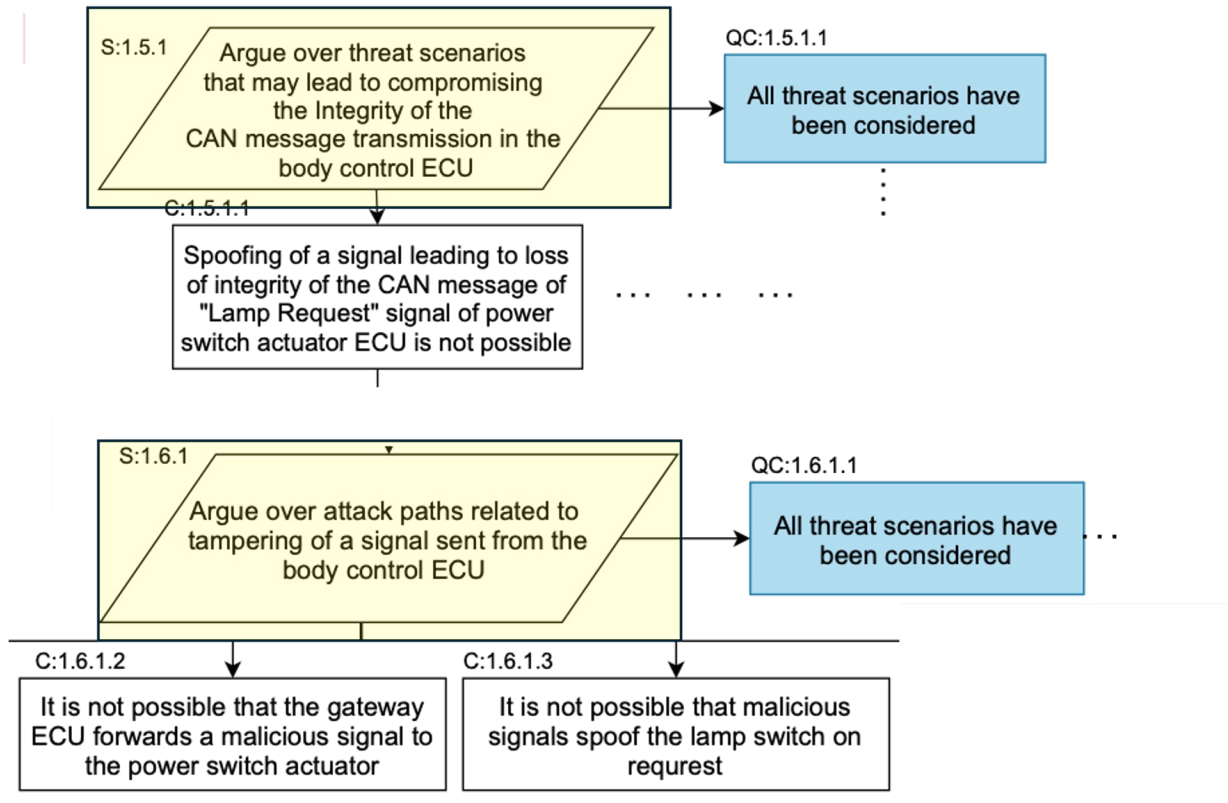 S:1.5.1
Argue over threat scenarios
that may lead to compromising
the Integrity of the
CAN message transmission in the
body control ECU
QC:1.5.1.1
All threat scenarios have
been considered
C:1.5.1.1
Spoofing of a signal leading to loss
of integrity of the CAN message of
"Lamp Request" signal of power
switch actuator ECU is not possible
... ... ...
S:1.6.1
Argue over attack paths related to
tampering of a signal sent from the
body control ECU
QC:1.6.1.1
All threat scenarios have
been considered
...
C:1.6.1.2
It is not possible that the gateway
ECU forwards a malicious signal to
the power switch actuator
C:1.6.1.3
It is not possible that malicious
signals spoof the lamp switch on
requrest